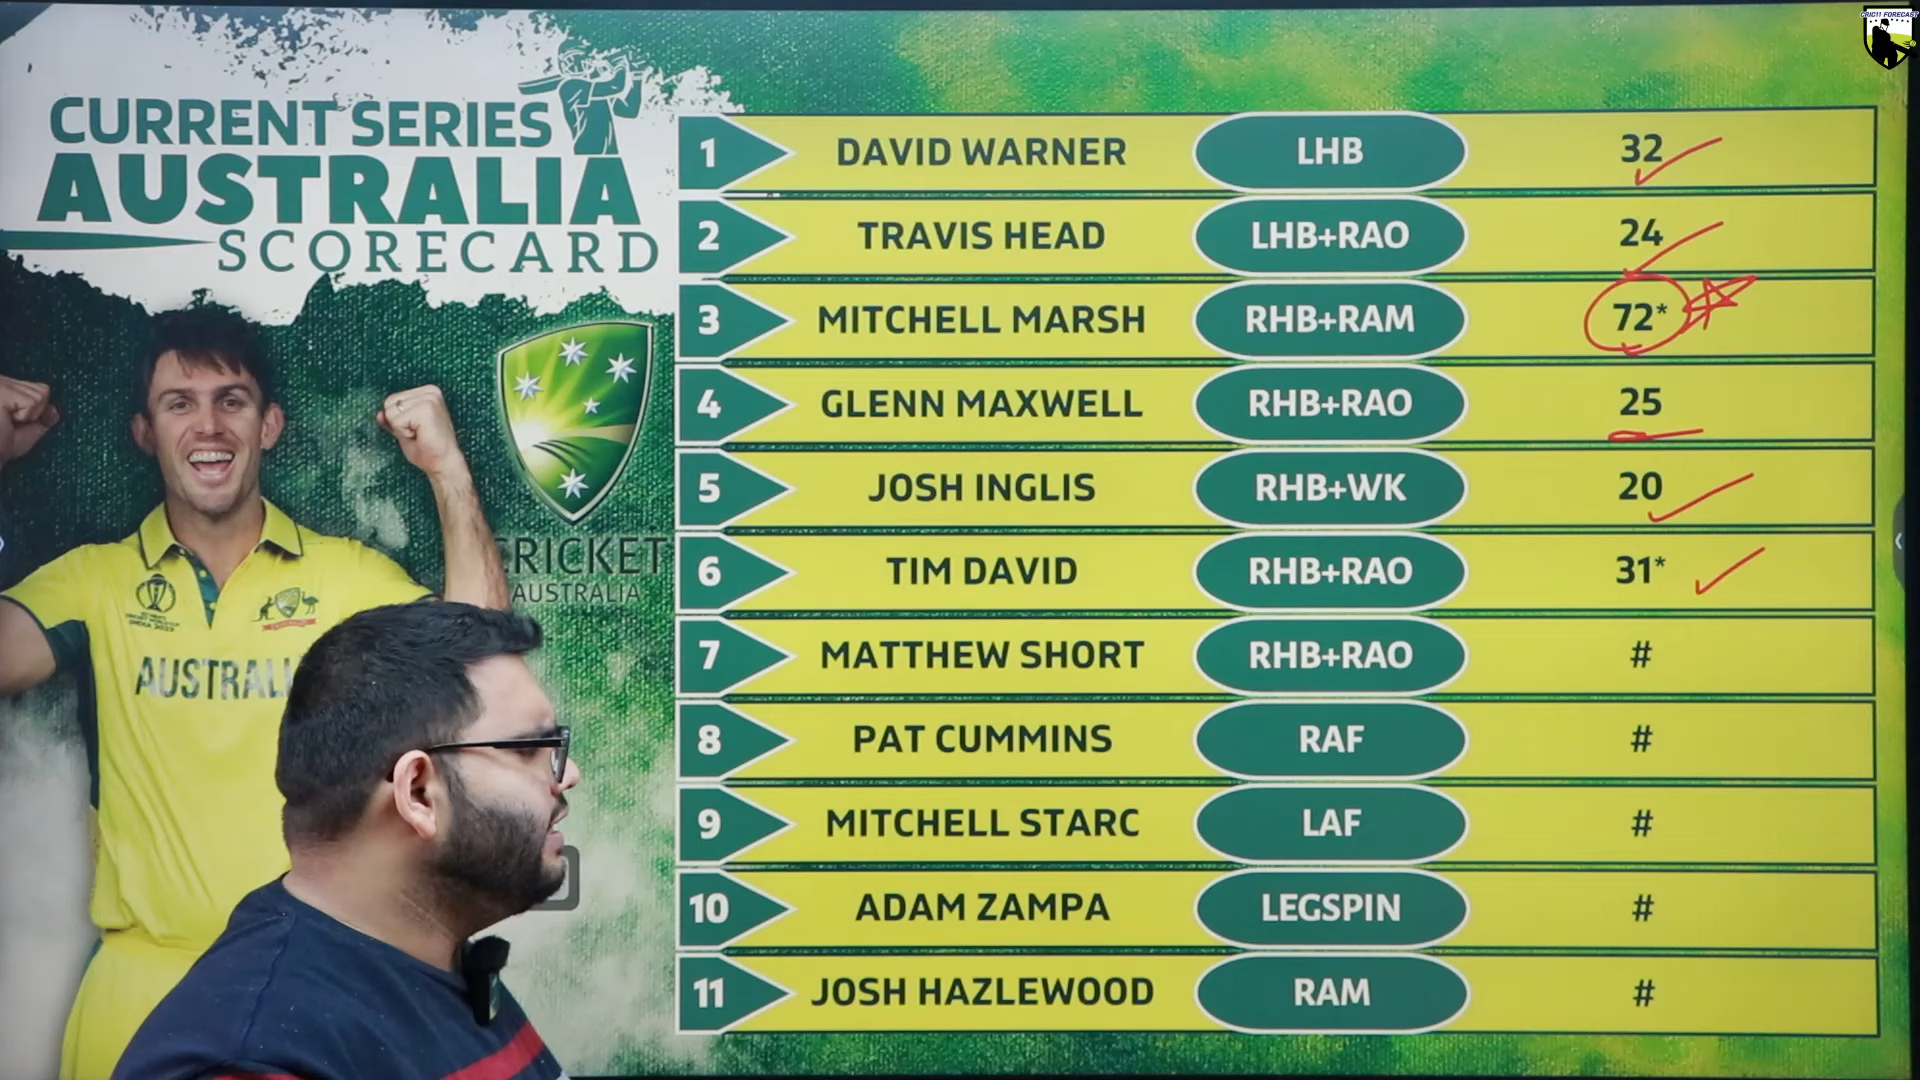 CRIC11 FORECAST
CURRENT SERIES
AUSTRALIA
SCORECARD
1 DAVID WARNER LHB 32
2 TRAVIS HEAD LHB+RAO 24
3 MITCHELL MARSH RHB+RAM 72*
4 GLENN MAXWELL RHB+RAO 25
5 JOSH INGLIS RHB+WK 20
6 TIM DAVID RHB+RAO 31*
7 MATTHEW SHORT RHB+RAO #
8 PAT CUMMINS RAF #
9 MITCHELL STARC LAF #
10 ADAM ZAMPA LEGSPIN #
11 JOSH HAZLEWOOD RAM #
CRICKET
AUSTRALIA
AUSTRALI